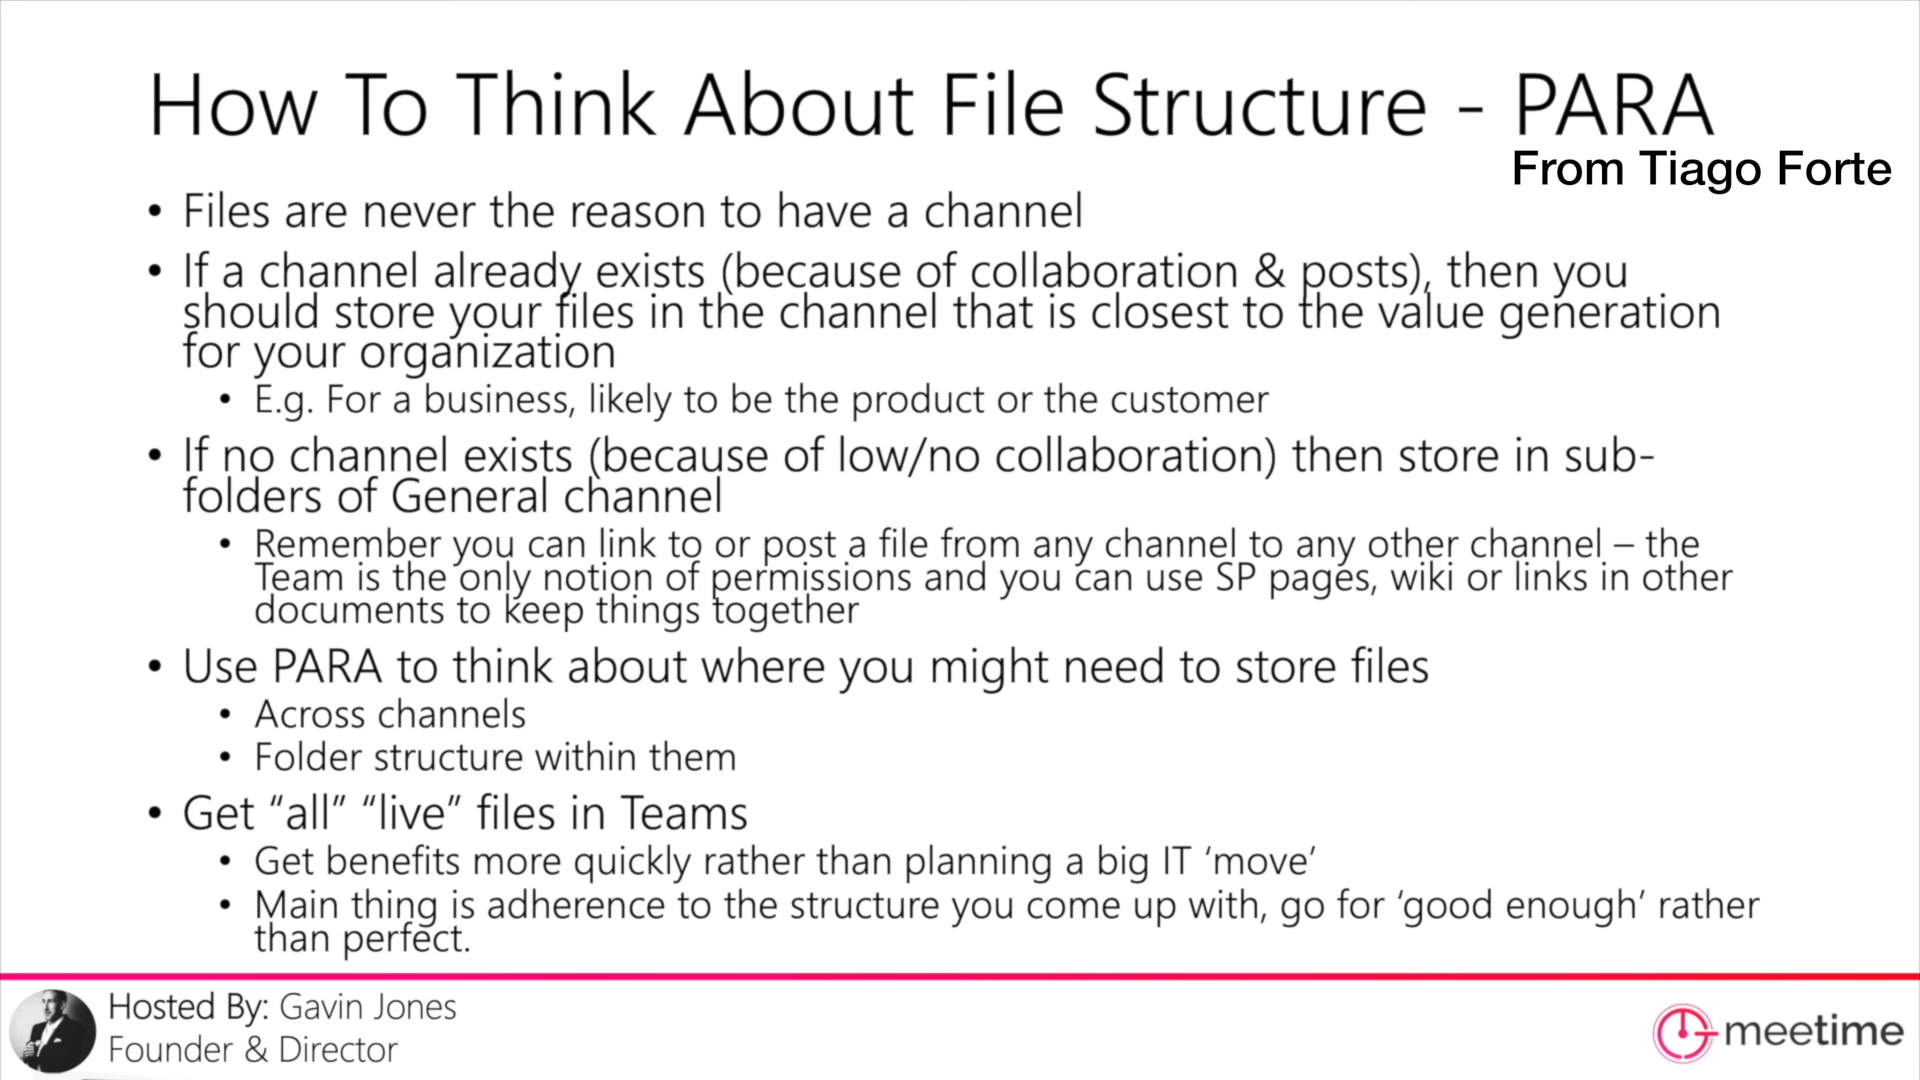 How To Think About File Structure - PARA
From Tiago Forte
• Files are never the reason to have a channel
• If a channel already exists (because of collaboration & posts), then you
should store your files in the channel that is closest to the value generation
for your organization
• E.g. For a business, likely to be the product or the customer
• If no channel exists (because of low/no collaboration) then store in sub-
folders of General channel
• Remember you can link to or post a file from any channel to any other channel – the
Team is the only notion of permissions and you can use SP pages, wiki or links in other
documents to keep things together
• Use PARA to think about where you might need to store files
• Across channels
• Folder structure within them
• Get “all” “live” files in Teams
• Get benefits more quickly rather than planning a big IT ‘move’
• Main thing is adherence to the structure you come up with, go for ‘good enough’ rather
than perfect.
Hosted By: Gavin Jones
Founder & Director
meetime